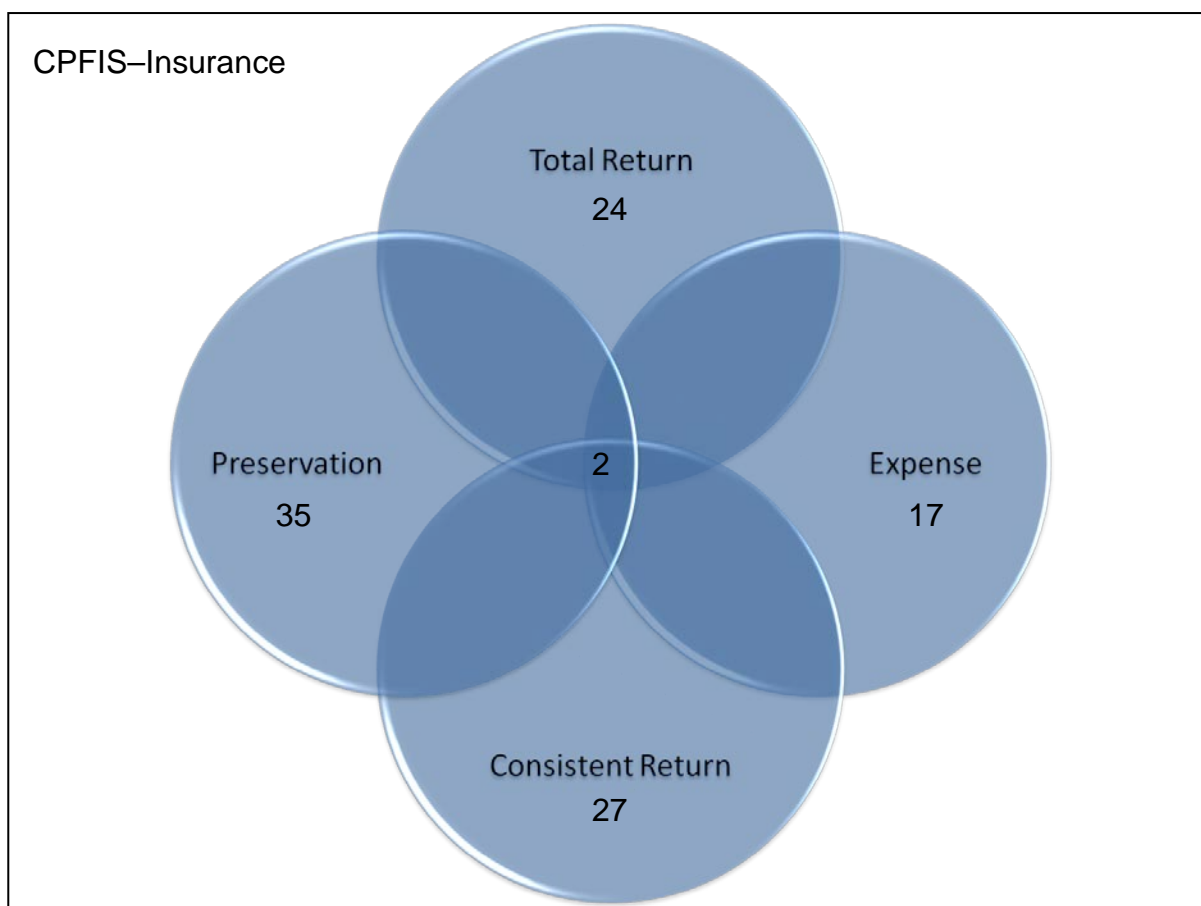 CPFIS–Insurance
Total Return
24
Preservation
35
2
Expense
17
Consistent Return
27